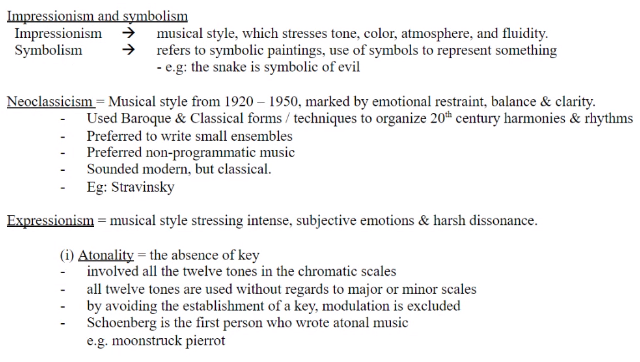 Impressionism and symbolism
Impressionism → musical style, which stresses tone, color, atmosphere, and fluidity.
Symbolism → refers to symbolic paintings, use of symbols to represent something
- e.g: the snake is symbolic of evil
Neoclassicism = Musical style from 1920 – 1950, marked by emotional restraint, balance & clarity.
- Used Baroque & Classical forms / techniques to organize 20th century harmonies & rhythms
- Preferred to write small ensembles
- Preferred non-programmatic music
- Sounded modern, but classical.
- Eg: Stravinsky
Expressionism = musical style stressing intense, subjective emotions & harsh dissonance.
(i) Atonality = the absence of key
- involved all the twelve tones in the chromatic scales
- all twelve tones are used without regards to major or minor scales
- by avoiding the establishment of a key, modulation is excluded
- Schoenberg is the first person who wrote atonal music
e.g. moonstruck pierrot